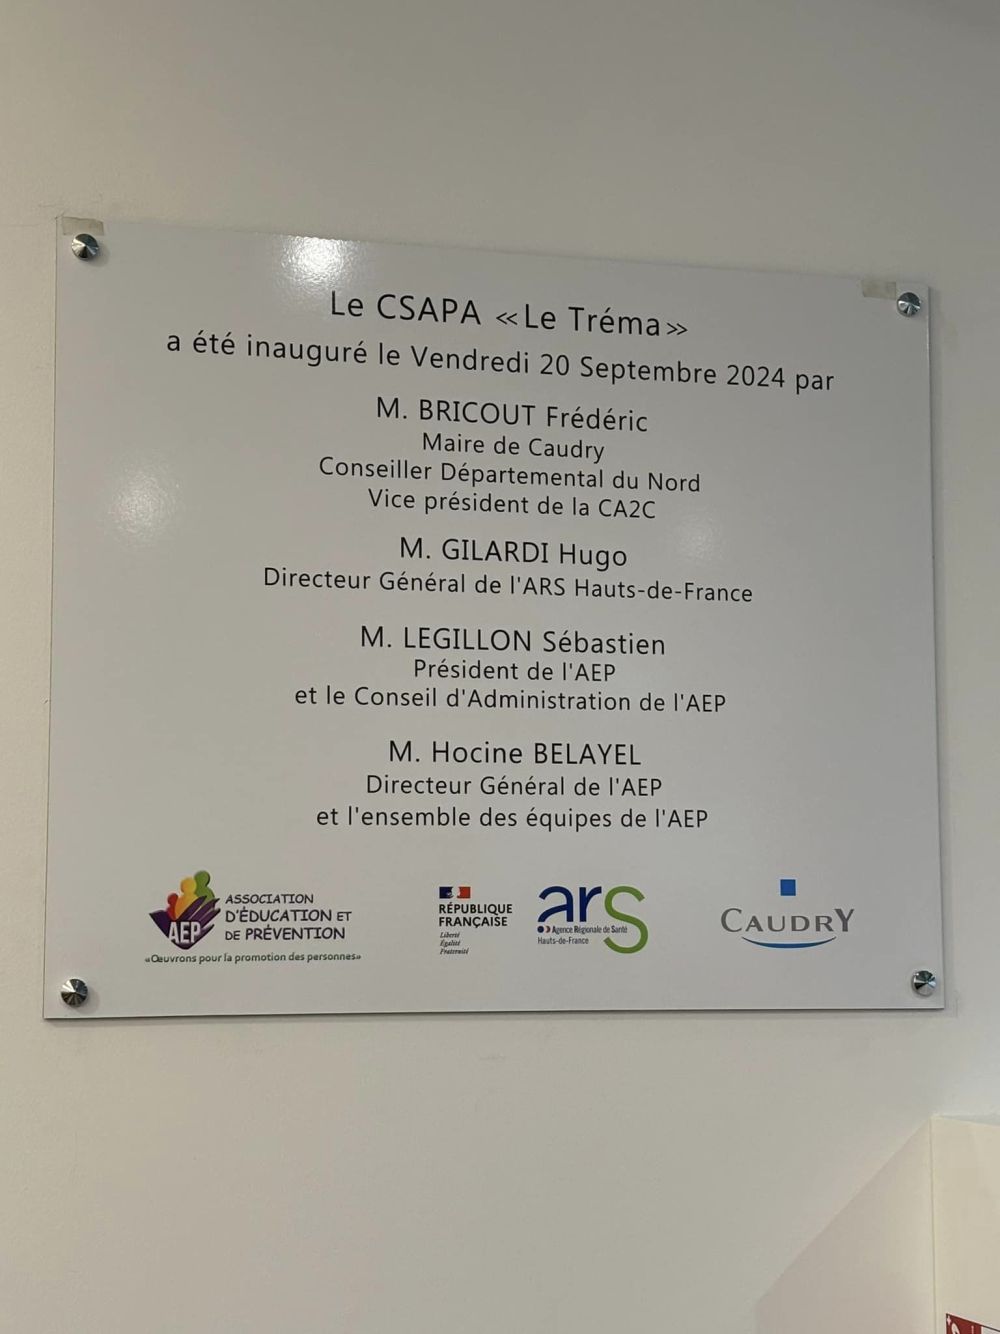 Le CSAPA «Le Tréma»
a été inauguré le Vendredi 20 Septembre 2024 par
M. BRICOUT Frédéric
Maire de Caudry
Conseiller Départemental du Nord
Vice président de la CA2C
M. GILARDI Hugo
Directeur Général de l'ARS Hauts-de-France
M. LEGILLON Sébastien
Président de l'AEP
et le Conseil d'Administration de l'AEP
M. Hocine BELAYEL
Directeur Général de l'AEP
et l'ensemble des équipes de l'AEP
AEP
ASSOCIATION
D'ÉDUCATION ET
DE PRÉVENTION
«Œuvrons pour la promotion des personnes»
RÉPUBLIQUE
FRANÇAISE
Liberté
Égalité
Fraternité
ars
Agence Régionale de Santé
Hauts-de-France
CAUDRY